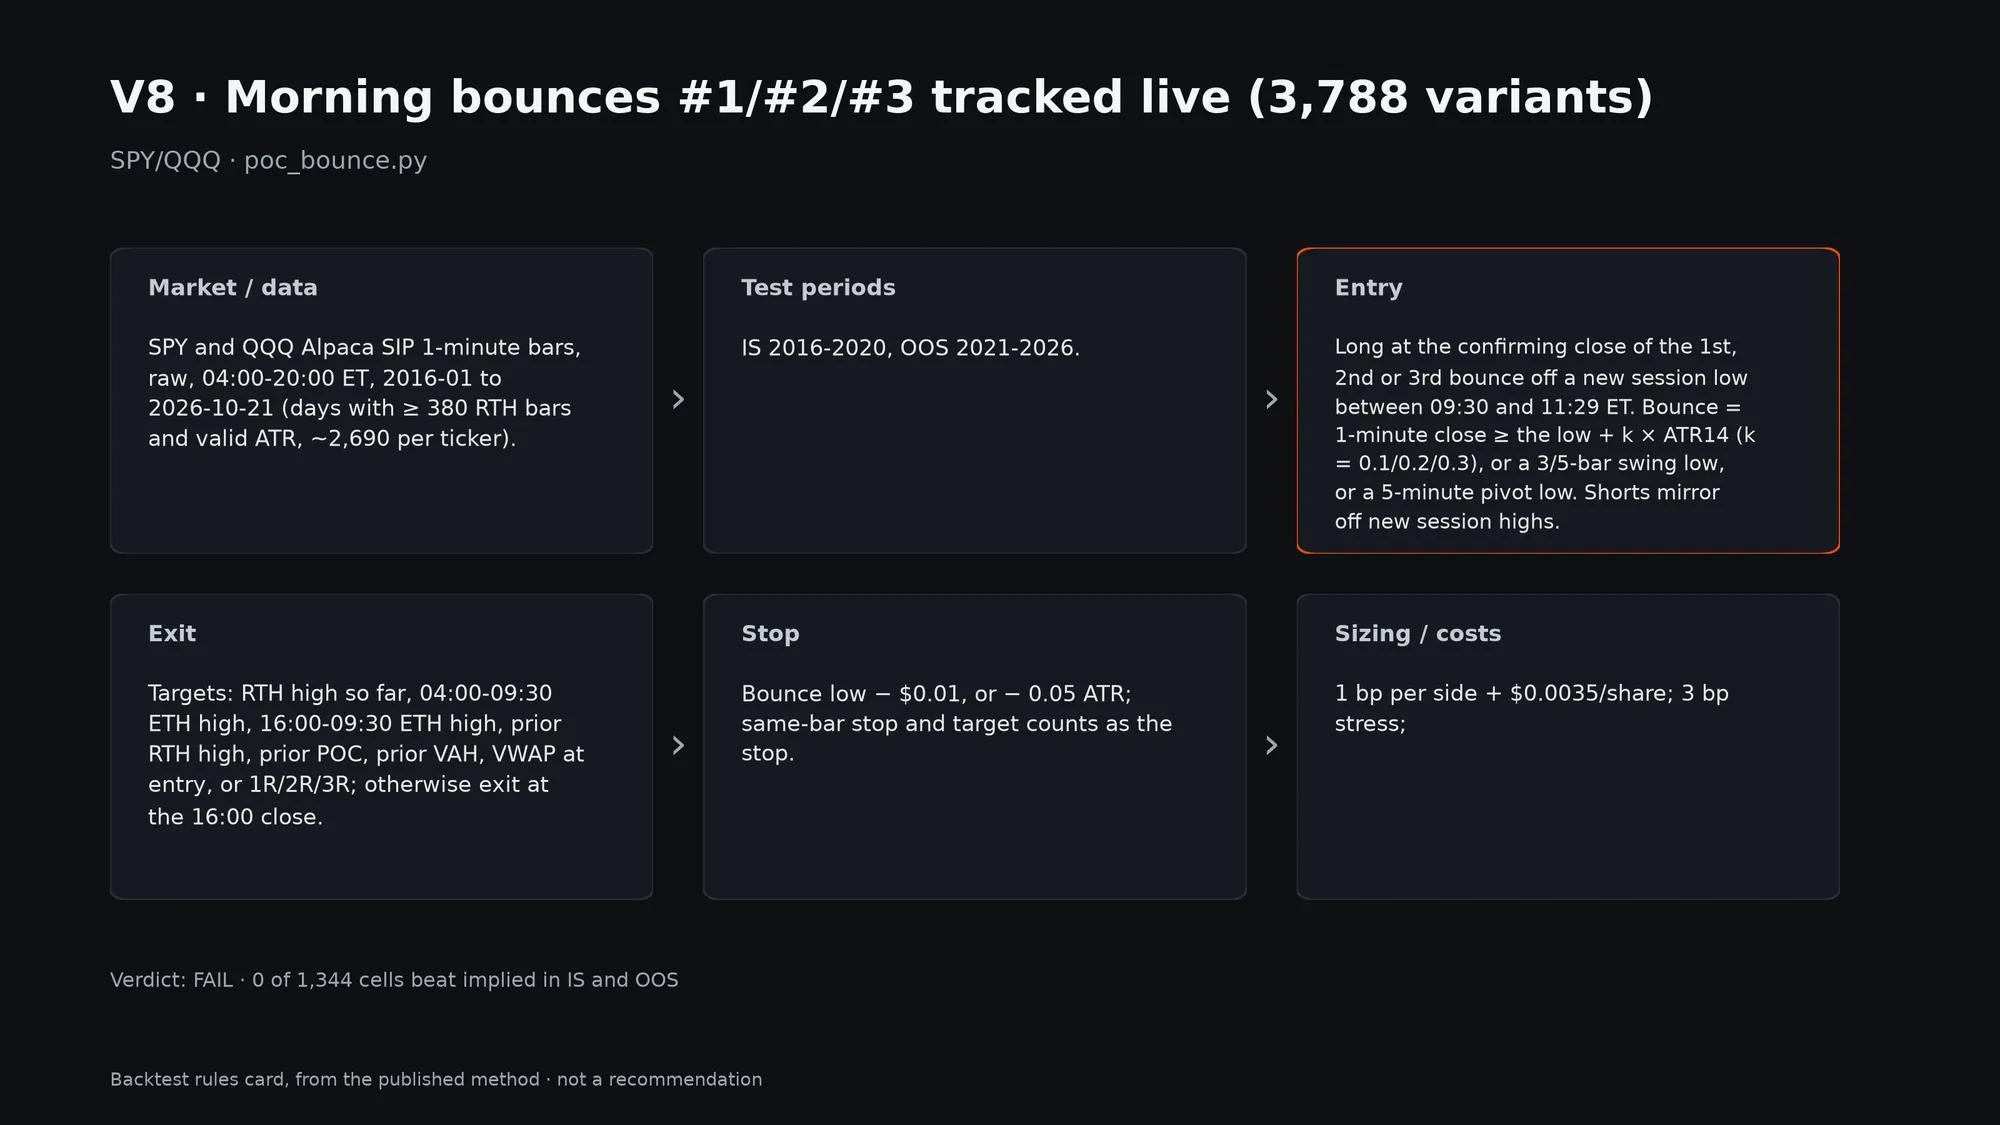 V8 · Morning bounces #1/#2/#3 tracked live (3,788 variants)
SPY/QQQ · poc_bounce.py
Market / data
SPY and QQQ Alpaca SIP 1-minute bars,
raw, 04:00-20:00 ET, 2016-01 to
2026-10-21 (days with ≥ 380 RTH bars
and valid ATR, ~2,690 per ticker).
›
Test periods
IS 2016-2020, OOS 2021-2026.
›
Entry
Long at the confirming close of the 1st,
2nd or 3rd bounce off a new session low
between 09:30 and 11:29 ET. Bounce =
1-minute close ≥ the low + k × ATR14 (k
= 0.1/0.2/0.3), or a 3/5-bar swing low,
or a 5-minute pivot low. Shorts mirror
off new session highs.
Exit
Targets: RTH high so far, 04:00-09:30
ETH high, 16:00-09:30 ETH high, prior
RTH high, prior POC, prior VAH, VWAP at
entry, or 1R/2R/3R; otherwise exit at
the 16:00 close.
›
Stop
Bounce low − $0.01, or − 0.05 ATR;
same-bar stop and target counts as the
stop.
›
Sizing / costs
1 bp per side + $0.0035/share; 3 bp
stress;
Verdict: FAIL · 0 of 1,344 cells beat implied in IS and OOS
Backtest rules card, from the published method · not a recommendation